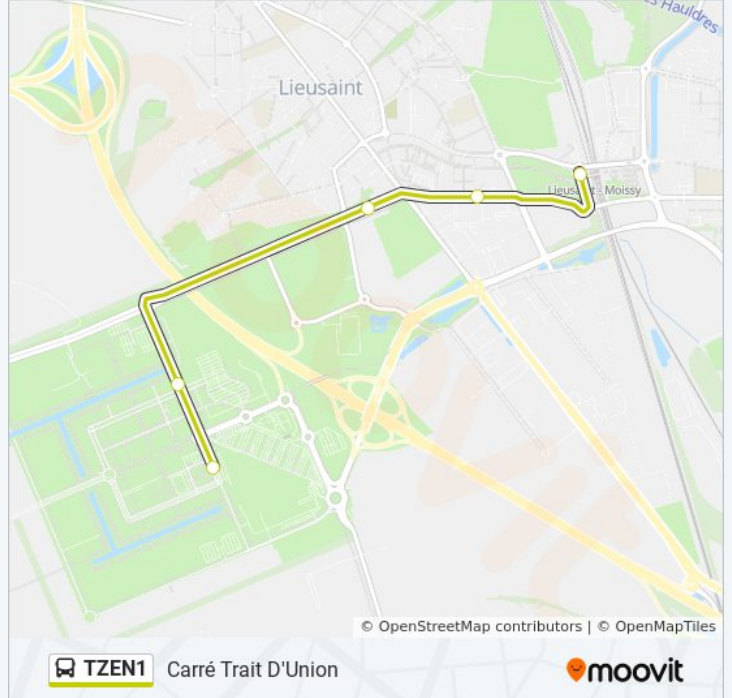 s Hauldres
Lieusaint
Lieusaint - Moissy
© OpenStreetMap contributors | © OpenMapTiles
TZEN1 Carré Trait D'Union
moovit